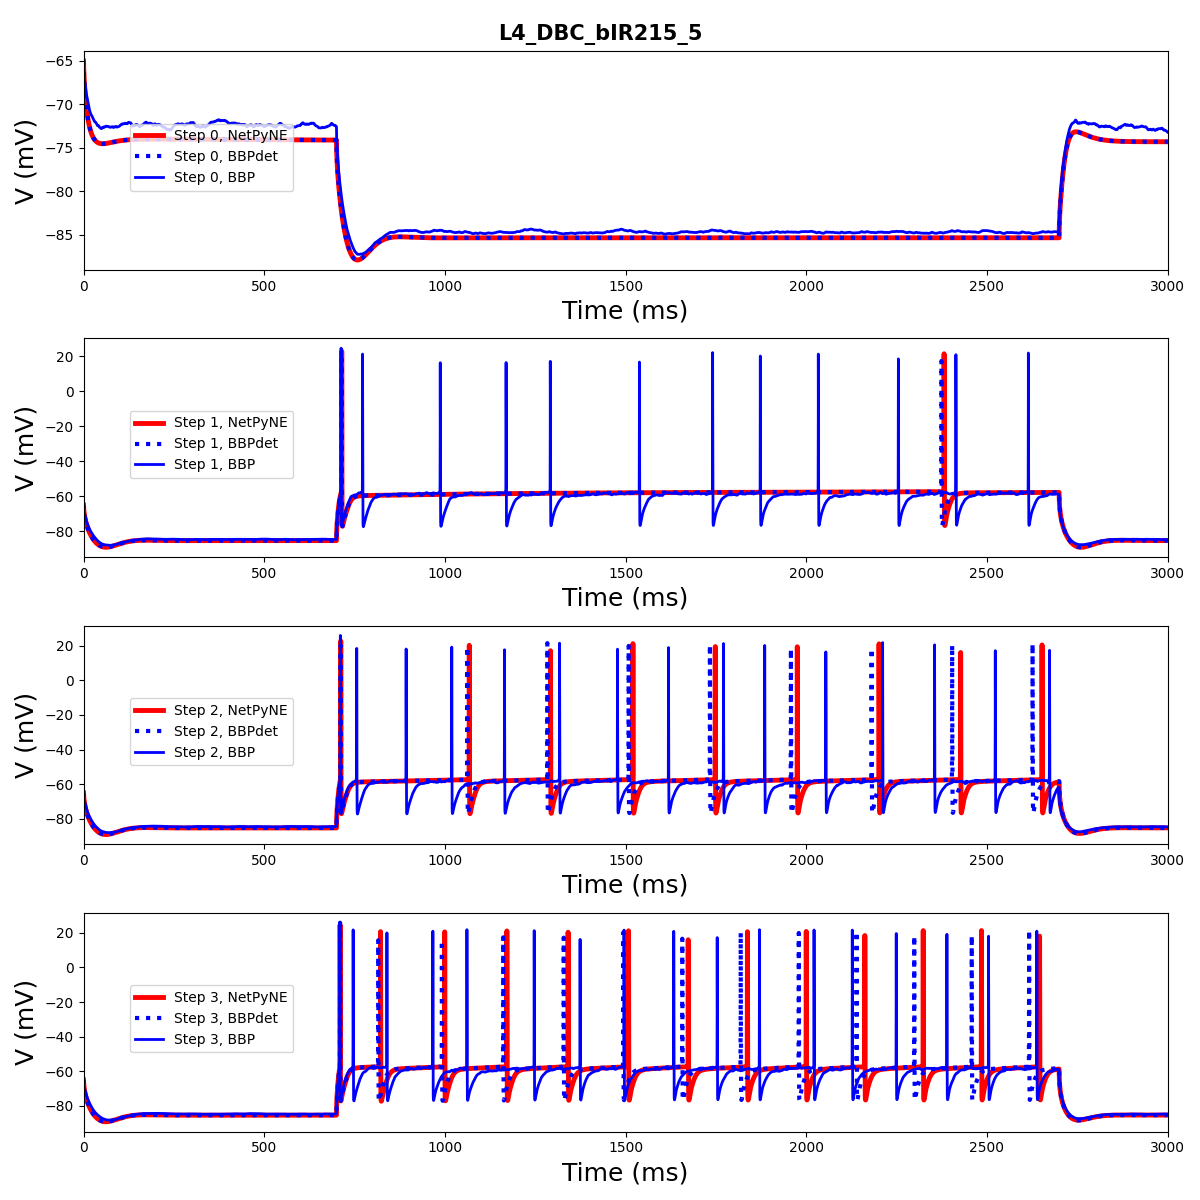 L4_DBC_bIR215_5
−65
−70
−75
−80
−85
V (mV)
Step 0, NetPyNE
Step 0, BBPdet
Step 0, BBP
0 500 1000 1500 2000 2500 3000
Time (ms)
20
0
−20
−40
−60
−80
V (mV)
Step 1, NetPyNE
Step 1, BBPdet
Step 1, BBP
0 500 1000 1500 2000 2500 3000
Time (ms)
20
0
−20
−40
−60
−80
V (mV)
Step 2, NetPyNE
Step 2, BBPdet
Step 2, BBP
0 500 1000 1500 2000 2500 3000
Time (ms)
20
0
−20
−40
−60
−80
V (mV)
Step 3, NetPyNE
Step 3, BBPdet
Step 3, BBP
0 500 1000 1500 2000 2500 3000
Time (ms)